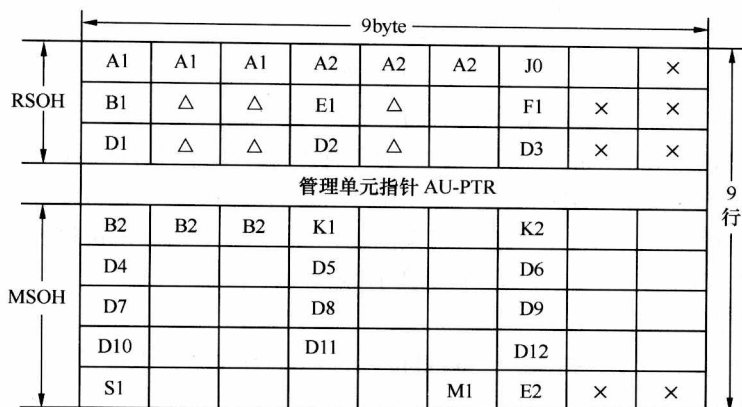 9byte
A1 A1 A1 A2 A2 A2 J0 ×
RSOH B1 △ △ E1 △ F1 × ×
D1 △ △ D2 △ D3 × ×
管理单元指针 AU-PTR
9行
B2 B2 B2 K1 K2
D4 D5 D6
MSOH D7 D8 D9
D10 D11 D12
S1 M1 E2 × ×